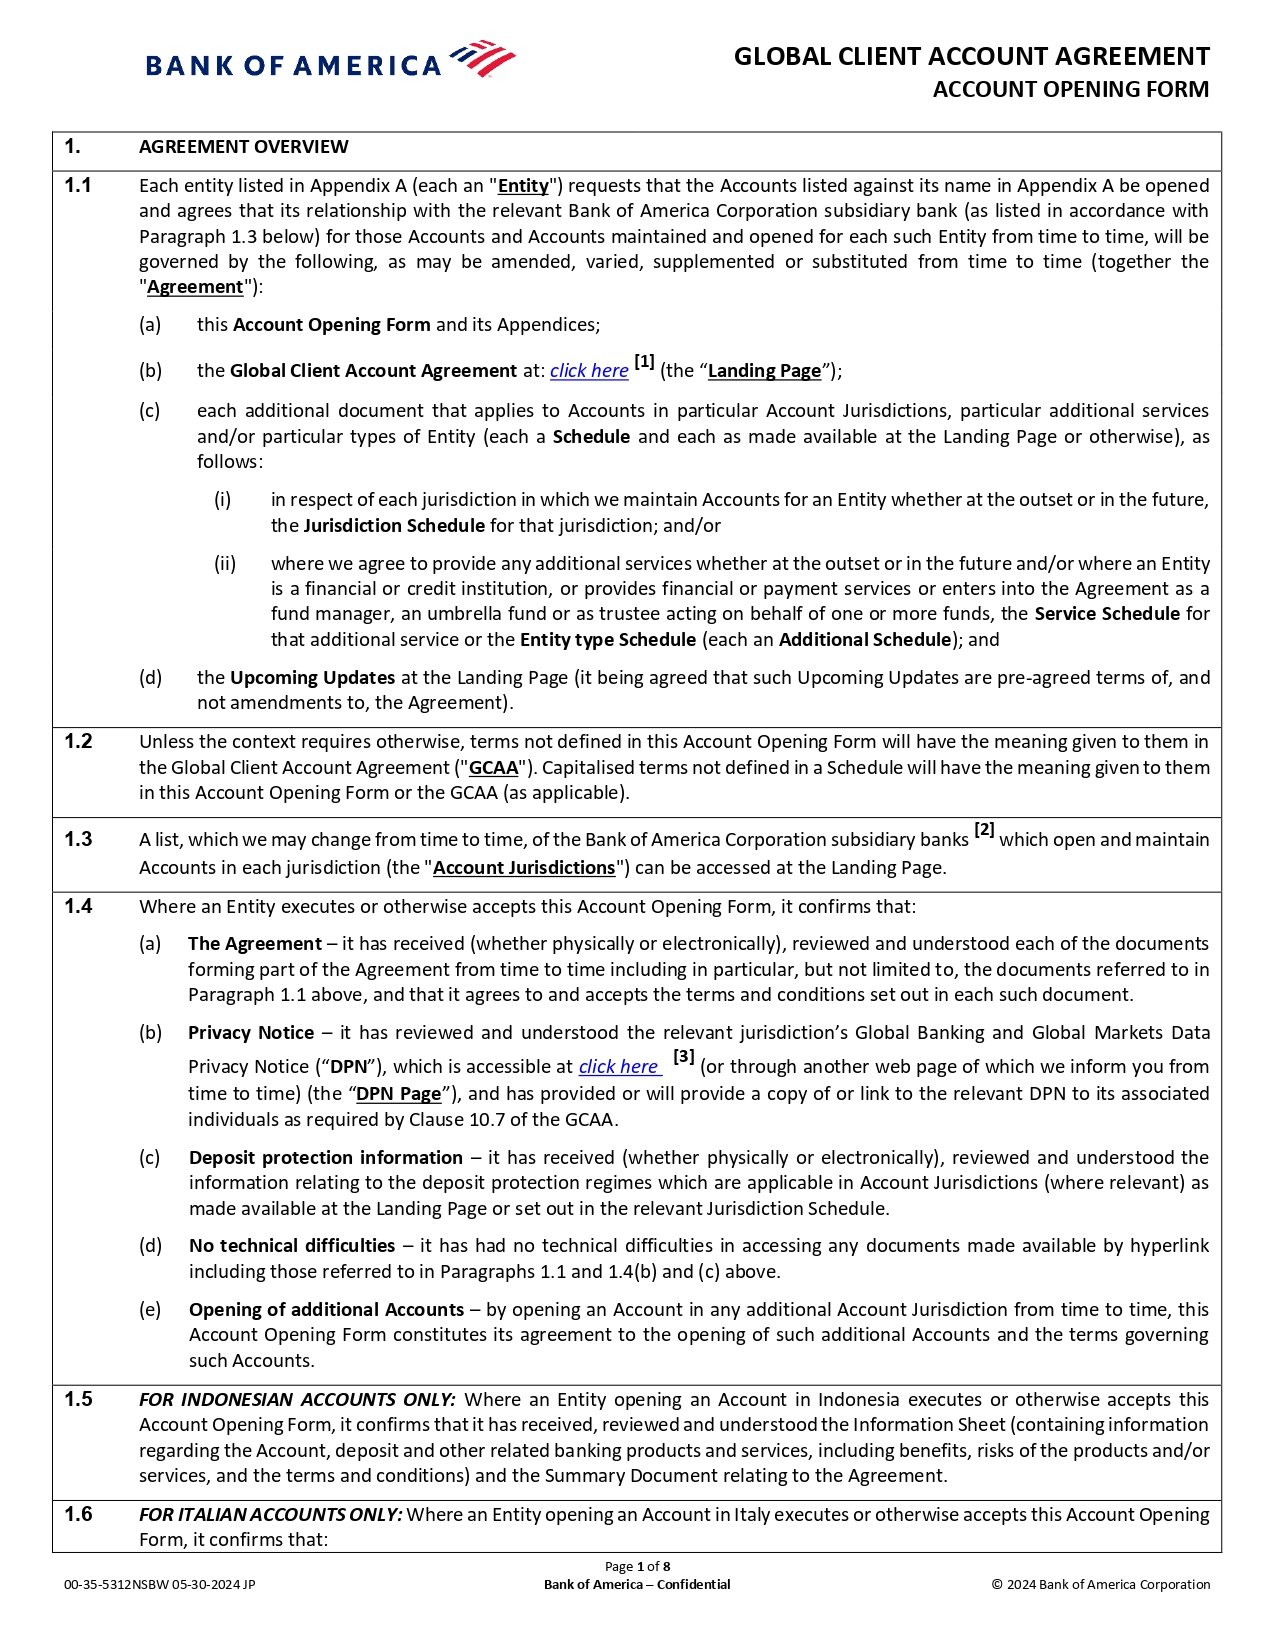 BANK OF AMERICA
GLOBAL CLIENT ACCOUNT AGREEMENT
ACCOUNT OPENING FORM
1. AGREEMENT OVERVIEW
1.1 Each entity listed in Appendix A (each an "Entity") requests that the Accounts listed against its name in Appendix A be opened
and agrees that its relationship with the relevant Bank of America Corporation subsidiary bank (as listed in accordance with
Paragraph 1.3 below) for those Accounts and Accounts maintained and opened for each such Entity from time to time, will be
governed by the following, as may be amended, varied, supplemented or substituted from time to time (together the
"Agreement"):
(a) this Account Opening Form and its Appendices;
(b) the Global Client Account Agreement at: click here [1] (the “Landing Page”);
(c) each additional document that applies to Accounts in particular Account Jurisdictions, particular additional services
and/or particular types of Entity (each a Schedule and each as made available at the Landing Page or otherwise), as
follows:
(i) in respect of each jurisdiction in which we maintain Accounts for an Entity whether at the outset or in the future,
the Jurisdiction Schedule for that jurisdiction; and/or
(ii) where we agree to provide any additional services whether at the outset or in the future and/or where an Entity
is a financial or credit institution, or provides financial or payment services or enters into the Agreement as a
fund manager, an umbrella fund or as trustee acting on behalf of one or more funds, the Service Schedule for
that additional service or the Entity type Schedule (each an Additional Schedule); and
(d) the Upcoming Updates at the Landing Page (it being agreed that such Upcoming Updates are pre-agreed terms of, and
not amendments to, the Agreement).
1.2 Unless the context requires otherwise, terms not defined in this Account Opening Form will have the meaning given to them in
the Global Client Account Agreement ("GCAA"). Capitalised terms not defined in a Schedule will have the meaning given to them
in this Account Opening Form or the GCAA (as applicable).
1.3 A list, which we may change from time to time, of the Bank of America Corporation subsidiary banks [2] which open and maintain
Accounts in each jurisdiction (the "Account Jurisdictions") can be accessed at the Landing Page.
1.4 Where an Entity executes or otherwise accepts this Account Opening Form, it confirms that:
(a) The Agreement – it has received (whether physically or electronically), reviewed and understood each of the documents
forming part of the Agreement from time to time including in particular, but not limited to, the documents referred to in
Paragraph 1.1 above, and that it agrees to and accepts the terms and conditions set out in each such document.
(b) Privacy Notice – it has reviewed and understood the relevant jurisdiction’s Global Banking and Global Markets Data
Privacy Notice (“DPN”), which is accessible at click here [3] (or through another web page of which we inform you from
time to time) (the “DPN Page”), and has provided or will provide a copy of or link to the relevant DPN to its associated
individuals as required by Clause 10.7 of the GCAA.
(c) Deposit protection information – it has received (whether physically or electronically), reviewed and understood the
information relating to the deposit protection regimes which are applicable in Account Jurisdictions (where relevant) as
made available at the Landing Page or set out in the relevant Jurisdiction Schedule.
(d) No technical difficulties – it has had no technical difficulties in accessing any documents made available by hyperlink
including those referred to in Paragraphs 1.1 and 1.4(b) and (c) above.
(e) Opening of additional Accounts – by opening an Account in any additional Account Jurisdiction from time to time, this
Account Opening Form constitutes its agreement to the opening of such additional Accounts and the terms governing
such Accounts.
1.5 FOR INDONESIAN ACCOUNTS ONLY: Where an Entity opening an Account in Indonesia executes or otherwise accepts this
Account Opening Form, it confirms that it has received, reviewed and understood the Information Sheet (containing information
regarding the Account, deposit and other related banking products and services, including benefits, risks of the products and/or
services, and the terms and conditions) and the Summary Document relating to the Agreement.
1.6 FOR ITALIAN ACCOUNTS ONLY: Where an Entity opening an Account in Italy executes or otherwise accepts this Account Opening
Form, it confirms that:
Page 1 of 8
00-35-5312NSBW 05-30-2024 JP Bank of America – Confidential © 2024 Bank of America Corporation